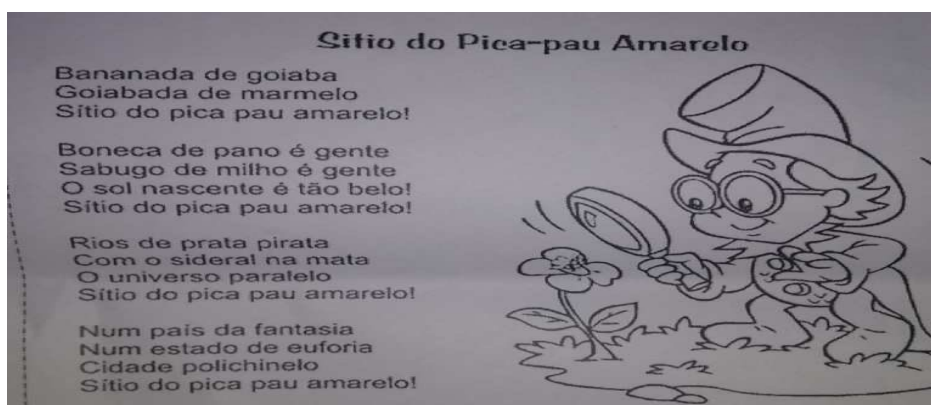 Sitio do Pica-pau Amarelo
Bananada de goiaba
Goiabada de marmelo
Sítio do pica pau amarelo!
Boneca de pano é gente
Sabugo de milho é gente
O sol nascente é tão belo!
Sítio do pica pau amarelo!
Rios de prata pirata
Com o sideral na mata
O universo paralelo
Sítio do pica pau amarelo!
Num país da fantasia
Num estado de euforia
Cidade polichinelo
Sítio do pica pau amarelo!